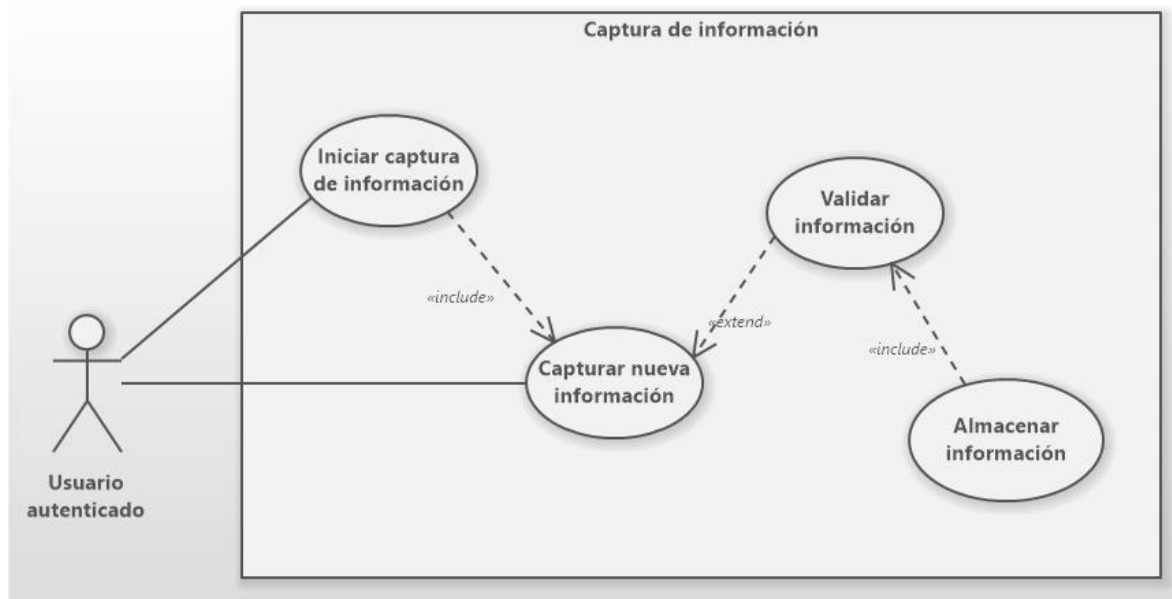 Captura de información
Iniciar captura
de información
Validar
información
«include»
«extend»
«include»
Capturar nueva
información
Almacenar
información
Usuario
autenticado